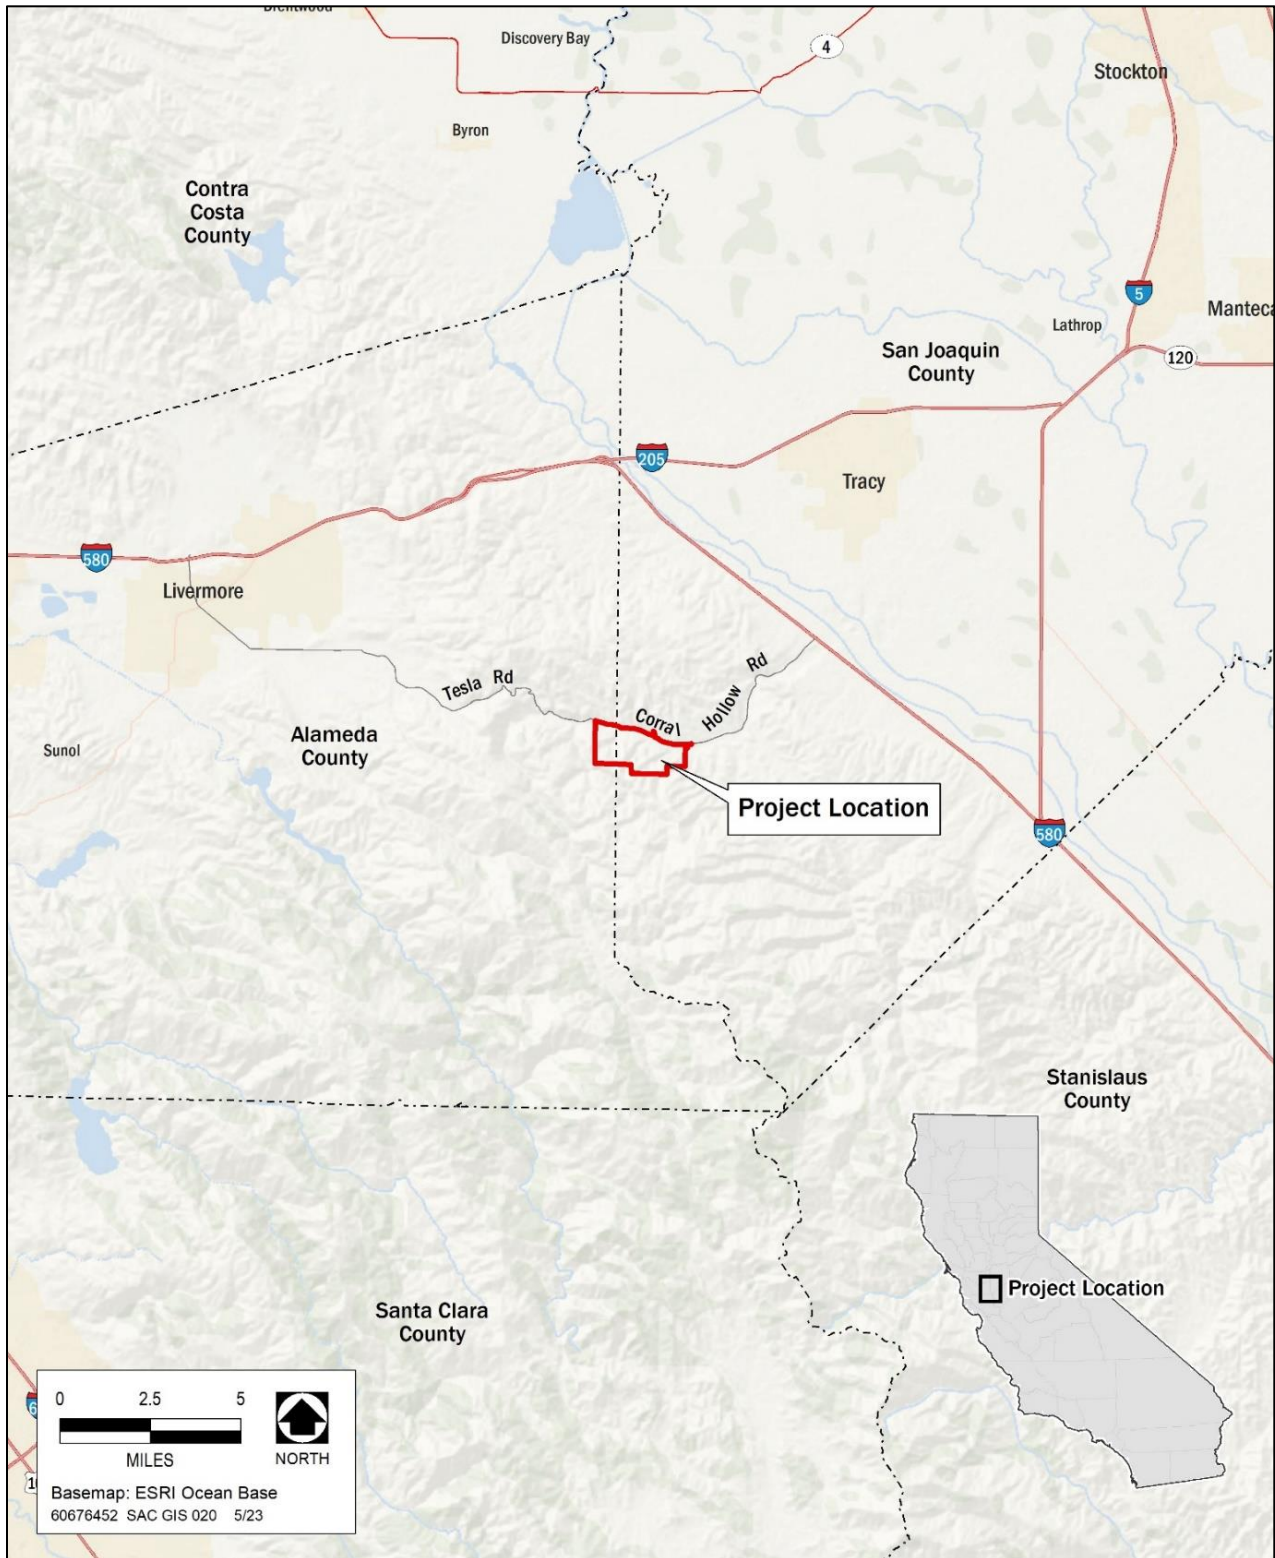 Brentwood
Discovery Bay
4
Stockton
Byron
Contra
Costa
County
5
Manteca
Lathrop
San Joaquin
County
120
205
Tracy
580
Livermore
Tesla Rd
Corral Hollow Rd
Alameda
County
Sunol
Project Location
580
Stanislaus
County
Project Location
Santa Clara
County
0 2.5 5
MILES
NORTH
Basemap: ESRI Ocean Base
60676452 SAC GIS 020 5/23